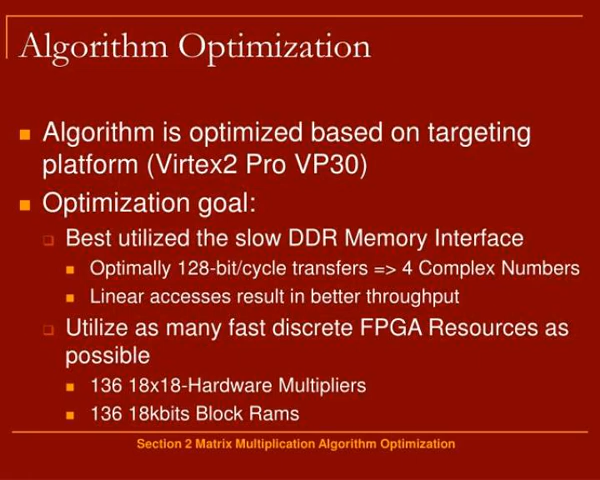 Algorithm Optimization
Algorithm is optimized based on targeting
platform (Virtex2 Pro VP30)
Optimization goal:
Best utilized the slow DDR Memory Interface
Optimally 128-bit/cycle transfers => 4 Complex Numbers
Linear accesses result in better throughput
Utilize as many fast discrete FPGA Resources as
possible
136 18x18-Hardware Multipliers
136 18kbits Block Rams
Section 2 Matrix Multiplication Algorithm Optimization